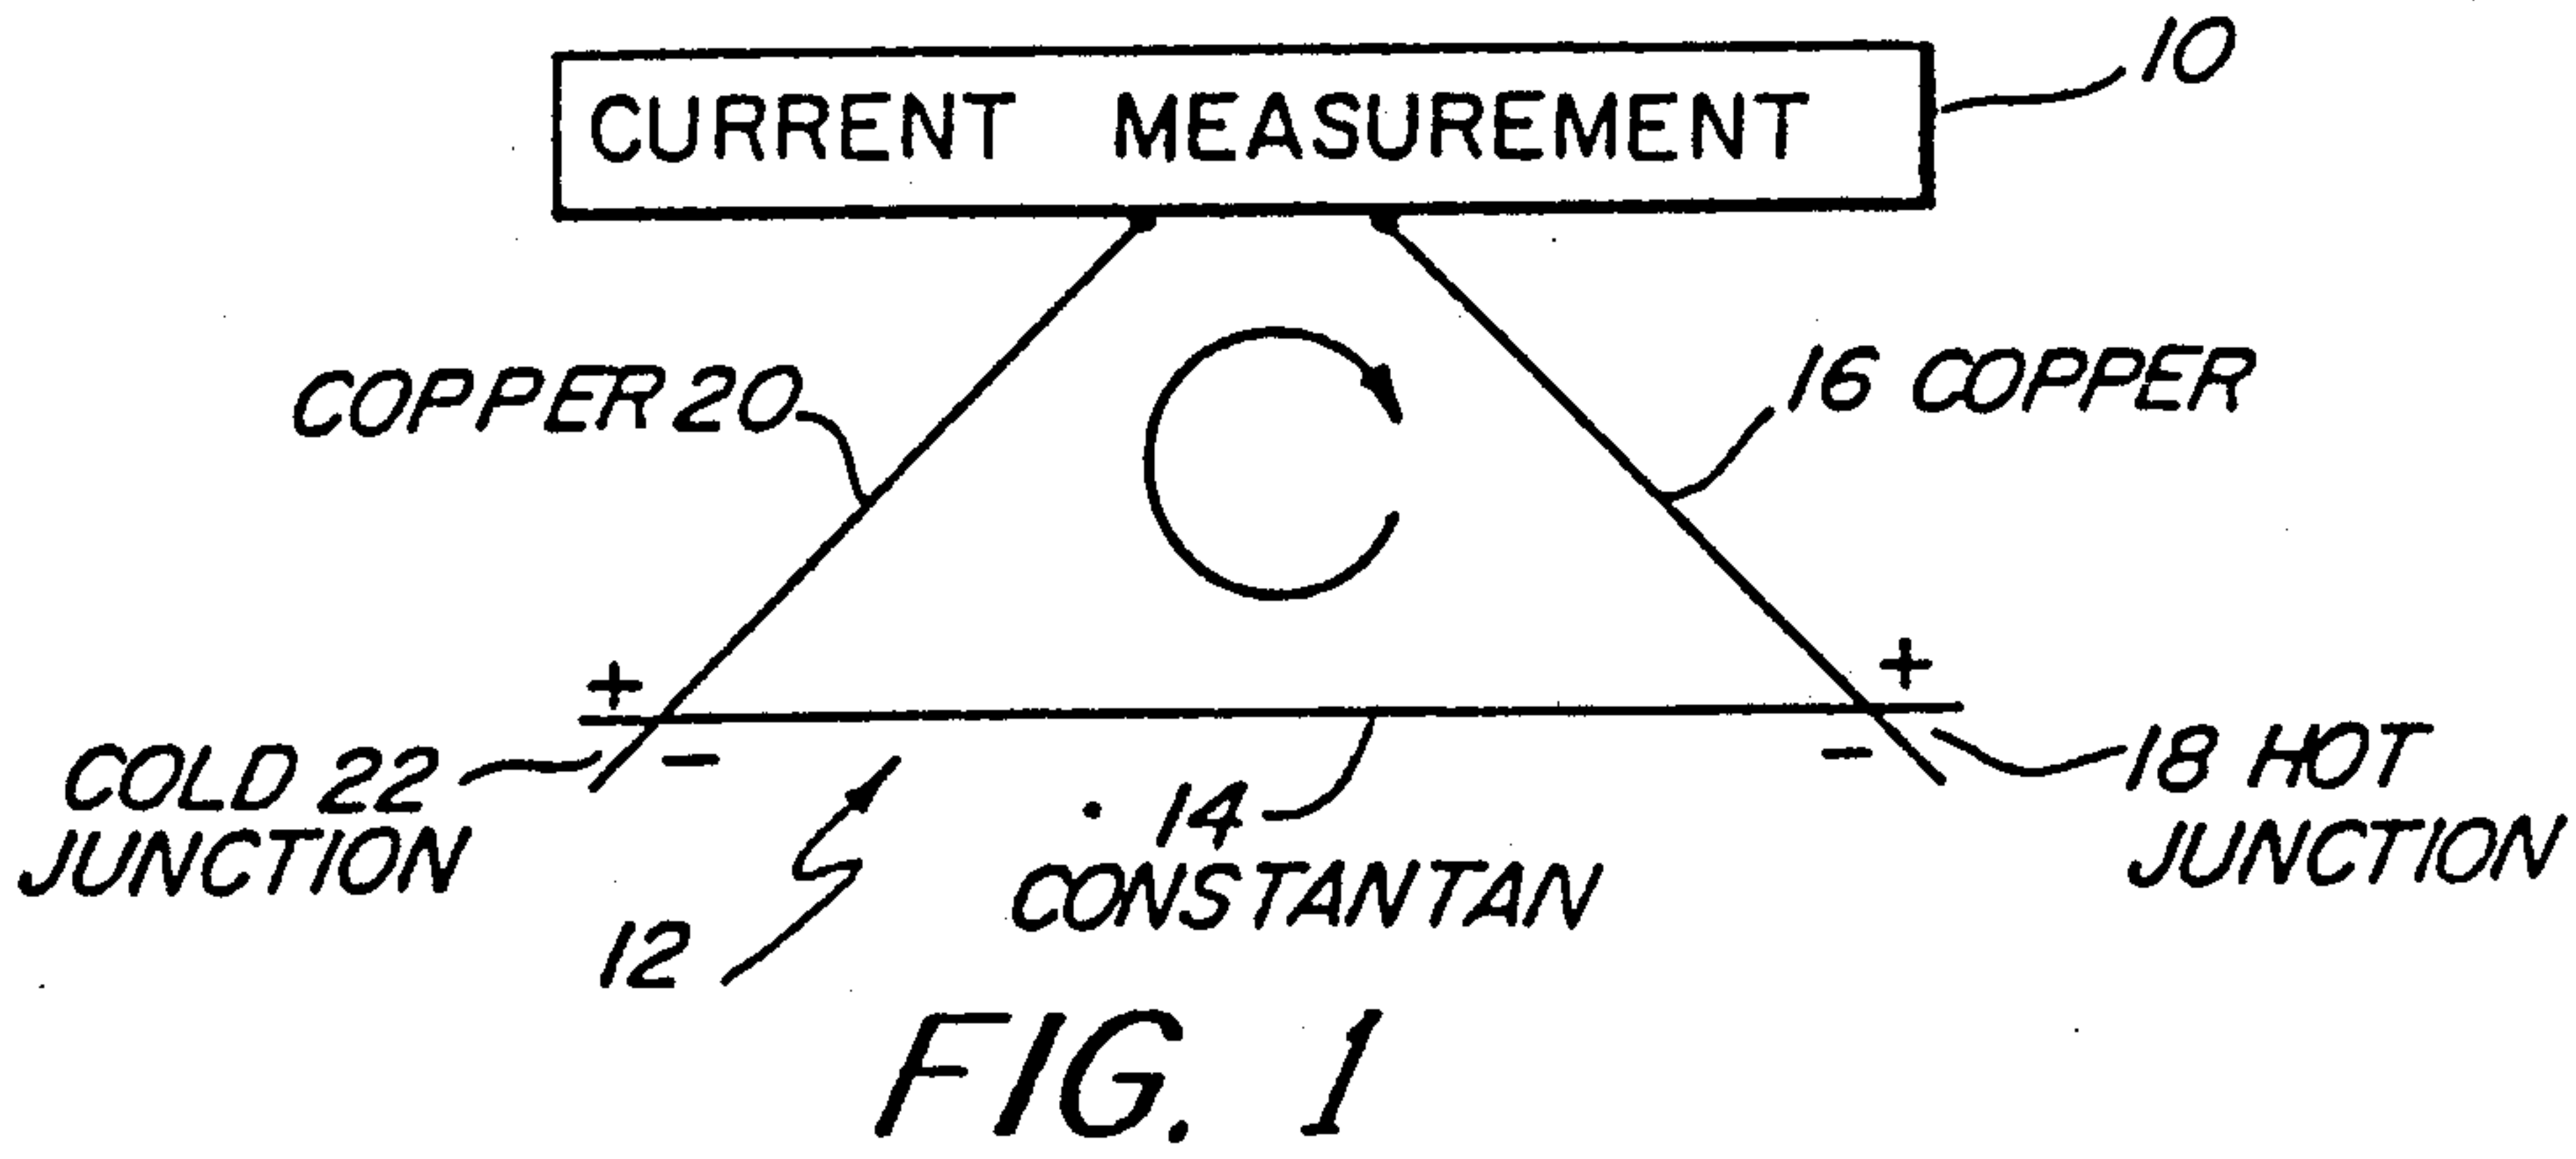 10
CURRENT MEASUREMENT
COPPER 20
16 COPPER
+
+
-
-
COLD 22
JUNCTION
18 HOT
JUNCTION
14
CONSTANTAN
12
FIG. 1